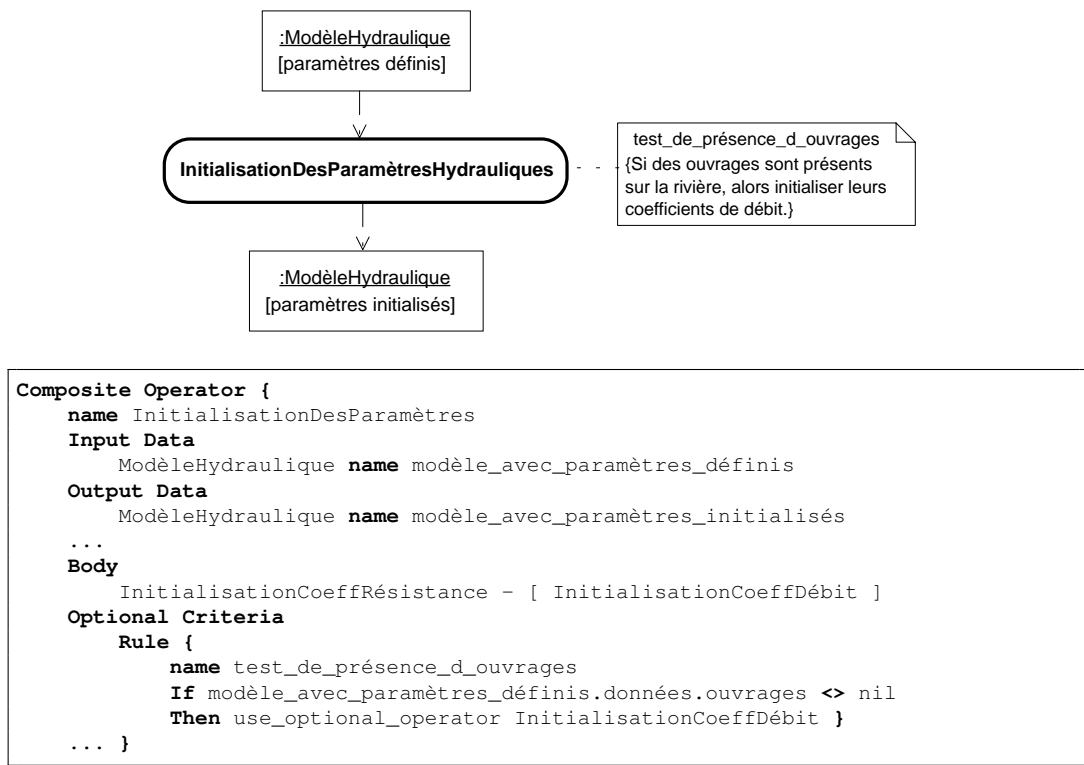 :ModèleHydraulique
[paramètres définis]
InitialisationDesParamètresHydrauliques
test_de_présence_d_ouvrages
{Si des ouvrages sont présents
sur la rivière, alors initialiser leurs
coefficients de débit.}
:ModèleHydraulique
[paramètres initialisés]
Composite Operator {
name InitialisationDesParamètres
Input Data
ModèleHydraulique name modèle_avec_paramètres_définis
Output Data
ModèleHydraulique name modèle_avec_paramètres_initialisés
...
Body
InitialisationCoeffRésistance - [ InitialisationCoeffDébit ]
Optional Criteria
Rule {
name test_de_présence_d_ouvrages
If modèle_avec_paramètres_définis.données.ouvrages <> nil
Then use_optional_operator InitialisationCoeffDébit }
... }